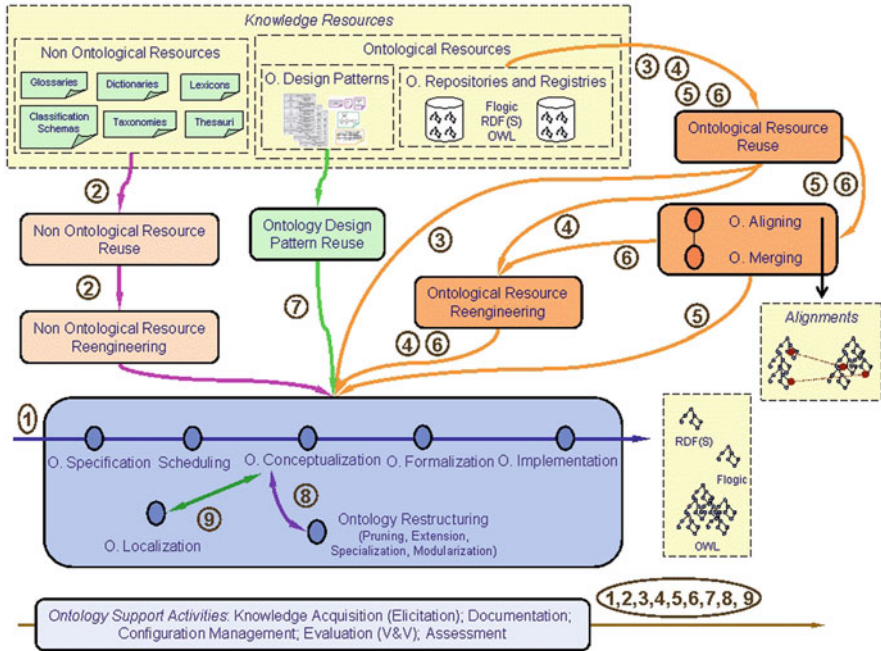 Knowledge Resources
Non Ontological Resources
Glossaries
Dictionaries
Lexicons
Classification
Schemas
Taxonomies
Thesauri
Ontological Resources
O. Design Patterns
O. Repositories and Registries
Flogic
RDF(S)
OWL
3 4
5 6
Ontological Resource
Reuse
5 6
2
Non Ontological Resource
Reuse
2
Non Ontological Resource
Reengineering
Ontology Design
Pattern Reuse
7
3
4
6
O. Aligning
O. Merging
Ontological Resource
Reengineering
4 6
5
Alignments
1
O. Specification
Scheduling
O. Conceptualization
O. Formalization
O. Implementation
9
8
O. Localization
Ontology Restructuring
(Pruning, Extension,
Specialization, Modularization)
RDF(S)
Flogic
OWL
1,2,3,4,5,6,7,8, 9
Ontology Support Activities: Knowledge Acquisition (Elicitation); Documentation;
Configuration Management; Evaluation (V&V); Assessment